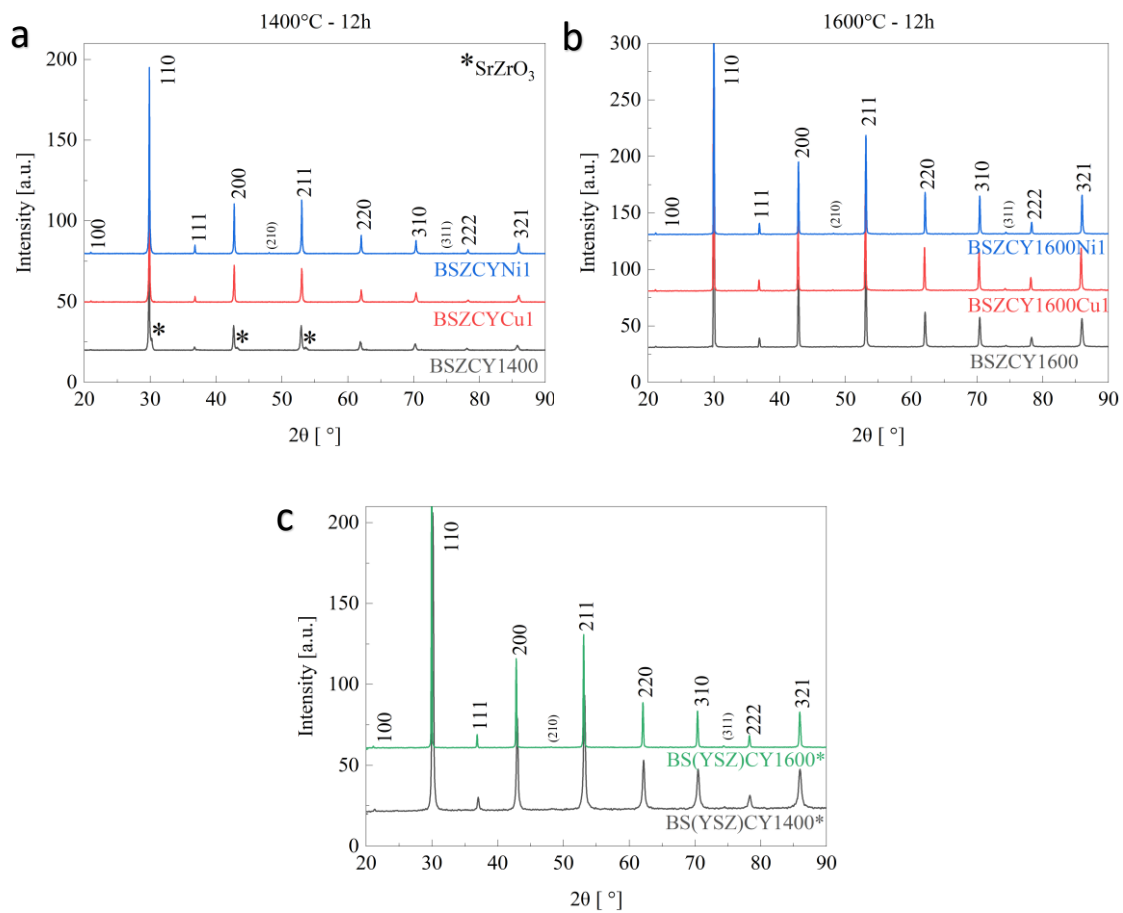 a
1400°C - 12h
Intensity [a.u.]
200
150
100
50
0
*SrZrO₃
100
110
111
200
(210)
211
220
310
(311)
222
321
BSZCYNi1
BSZCYCu1
* * *
BSZCY1400
20 30 40 50 60 70 80 90
2θ [ °]
b
1600°C - 12h
Intensity [a.u.]
300
250
200
150
100
50
0
100
110
111
200
(210)
211
220
310
(311)
222
321
BSZCY1600Ni1
BSZCY1600Cu1
BSZCY1600
20 30 40 50 60 70 80 90
2θ [ °]
c
Intensity [a.u.]
200
150
100
50
0
100
110
111
200
(210)
211
220
310
(311)
222
321
BS(YSZ)CY1600*
BS(YSZ)CY1400*
20 30 40 50 60 70 80 90
2θ [ °]